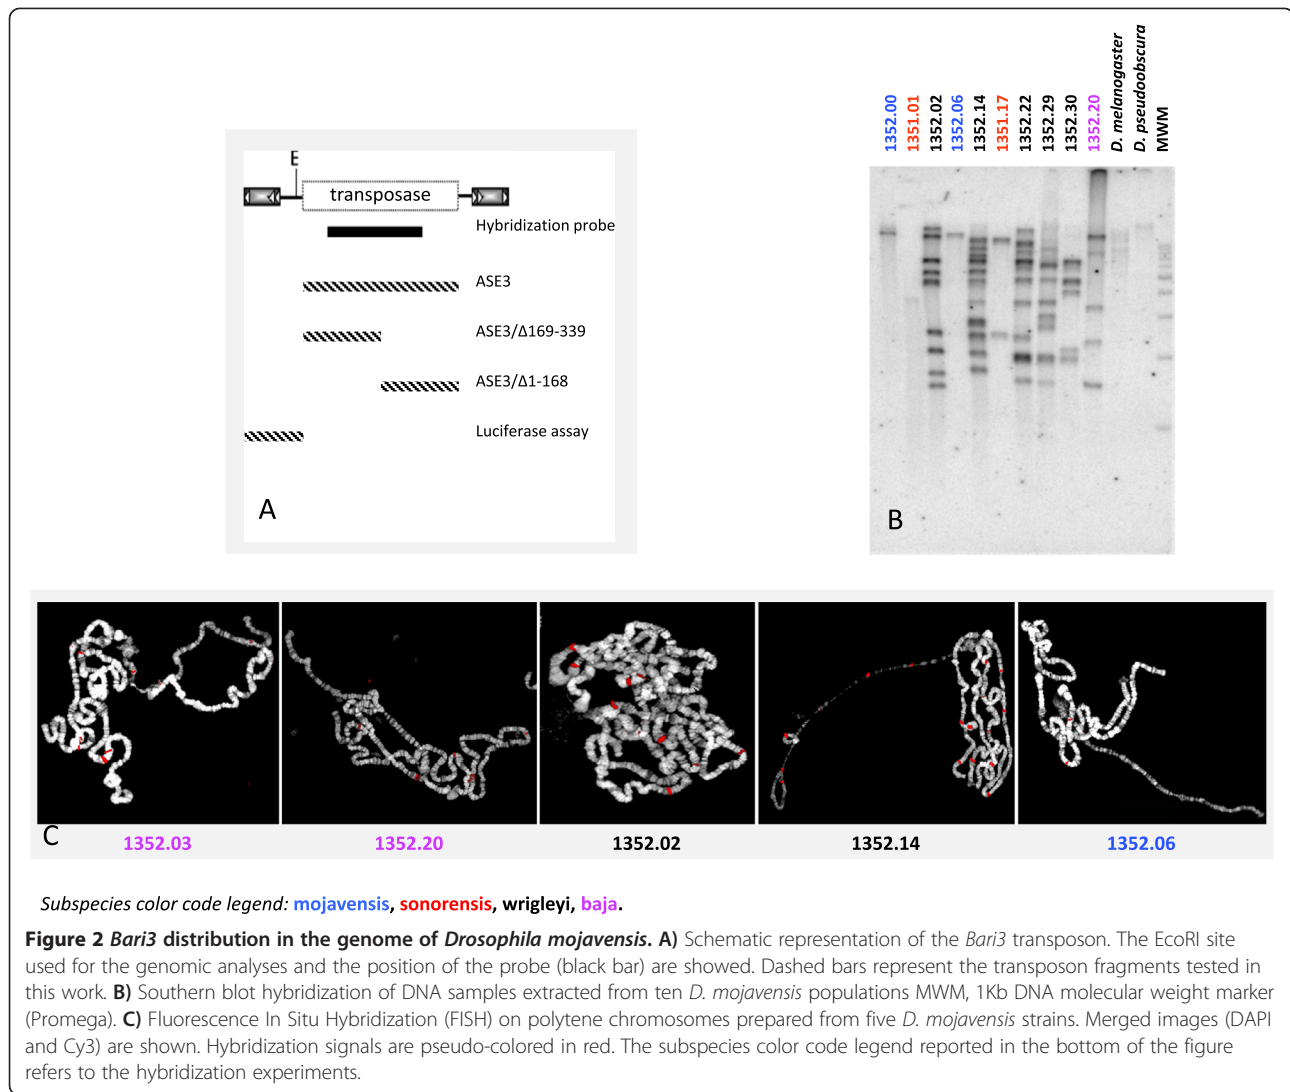 E
transposase
Hybridization probe
ASE3
ASE3/Δ169-339
ASE3/Δ1-168
Luciferase assay
A
1352.00
1351.01
1352.02
1352.06
1352.14
1351.17
1352.22
1352.29
1352.30
1352.20
D. melanogaster
D. pseudoobscura
MWM
B
C
1352.03
1352.20
1352.02
1352.14
1352.06
Subspecies color code legend: mojavensis, sonorensis, wrigleyi, baja.
Figure 2 Bari3 distribution in the genome of Drosophila mojavensis. A) Schematic representation of the Bari3 transposon. The EcoRI site
used for the genomic analyses and the position of the probe (black bar) are showed. Dashed bars represent the transposon fragments tested in
this work. B) Southern blot hybridization of DNA samples extracted from ten D. mojavensis populations MWM, 1Kb DNA molecular weight marker
(Promega). C) Fluorescence In Situ Hybridization (FISH) on polytene chromosomes prepared from five D. mojavensis strains. Merged images (DAPI
and Cy3) are shown. Hybridization signals are pseudo-colored in red. The subspecies color code legend reported in the bottom of the figure
refers to the hybridization experiments.